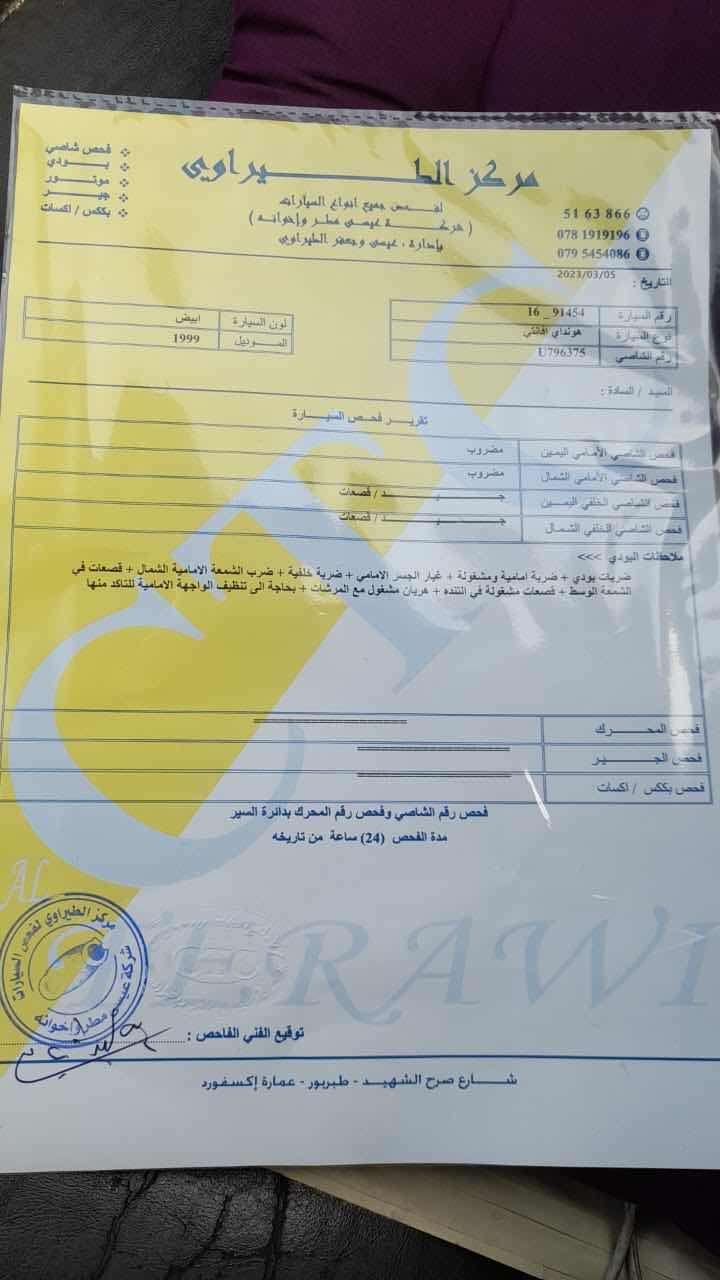 مركز الطيراوي
لفحص جميع انواع السيارات
( شركة عيسى مطر وإخوانه )
بإدارة ، عيسى وجعفر الطيراوي
فحص شاصي
بودي
موتور
جير
بكس / اكسات
51 63 866
078 1919196
079 5454086
التاريخ : 2023/03/05
رقم السيارة 16 _ 91454
نوع السيارة هونداي افانتي
رقم الشاصي U796375
لون السيارة ابيض
الموديل 1999
السيد / السادة :
تقرير فحص السيارة
فحص الشاصي الأمامي اليمين مضروب
فحص الشاصي الأمامي الشمال مضروب
فحص الشاصي الخلفي اليمين جيد / قصعات
فحص الشاصي الخلفي الشمال جيد / قصعات
ملاحظات البودي >>>
ضربات بودي + ضربة امامية ومشغولة + غيار الجسر الامامي + ضربة خلفية + ضرب الشمعة الامامية الشمال + قصعات في
الشمعة الوسط + قصعات مشغولة في التنده + هريان مشغول مع المرشات + بحاجة الى تنظيف الواجهة الامامية للتاكد منها
فحص المحرك ==================
فحص الجير ==================
فحص بكس / اكسات ==================
فحص رقم الشاصي وفحص رقم المحرك بدائرة السير
مدة الفحص (24) ساعة من تاريخه
CTC
AL TIERAWI
مركز الطيراوي لفحص السيارات
شركة عيسى مطر وإخوانه
توقيع الفني الفاحص :
شارع صرح الشهيد - طبربور - عمارة إكسفورد